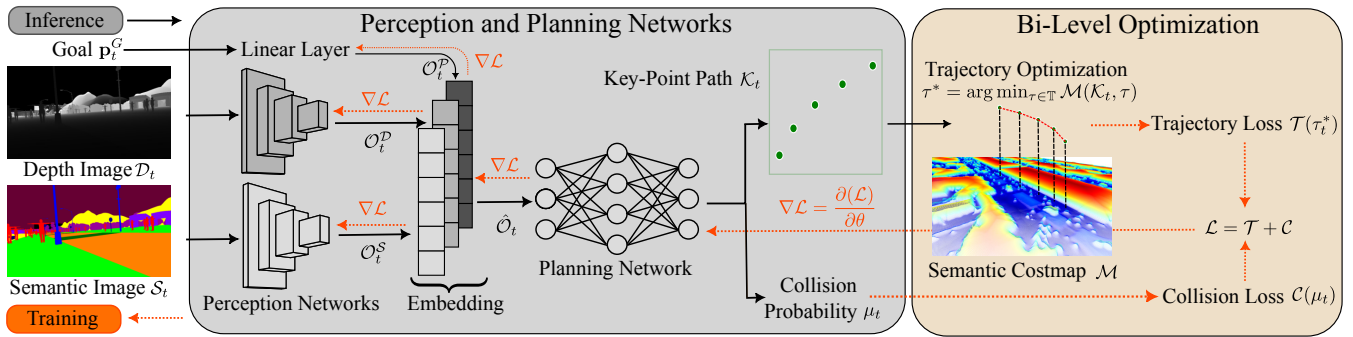 Inference
Goal $\mathbf{p}_t^G$
Depth Image $\mathcal{D}_t$
Semantic Image $\mathcal{S}_t$
Training
Perception and Planning Networks
Linear Layer
$\mathcal{O}_t^{\mathcal{P}}$
$\nabla\mathcal{L}$
$\nabla\mathcal{L}$
$\mathcal{O}_t^{\mathcal{D}}$
$\nabla\mathcal{L}$
$\mathcal{O}_t^{\mathcal{S}}$
Perception Networks
Embedding
$\nabla\mathcal{L}$
$\hat{\mathcal{O}}_t$
Planning Network
Key-Point Path $\mathcal{K}_t$
$\nabla\mathcal{L} = \frac{\partial(\mathcal{L})}{\partial\theta}$
Collision
Probability $\mu_t$
Bi-Level Optimization
Trajectory Optimization
$\tau^* = \arg\min_{\tau\in\mathbb{T}} \mathcal{M}(\mathcal{K}_t, \tau)$
Semantic Costmap $\mathcal{M}$
Trajectory Loss $\mathcal{T}(\tau_t^*)$
$\mathcal{L} = \mathcal{T} + \mathcal{C}$
Collision Loss $\mathcal{C}(\mu_t)$